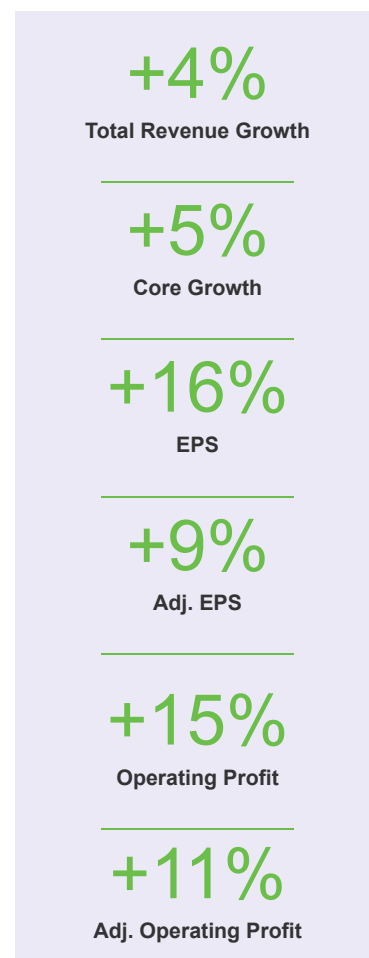 +4%
Total Revenue Growth
+5%
Core Growth
+16%
EPS
+9%
Adj. EPS
+15%
Operating Profit
+11%
Adj. Operating Profit